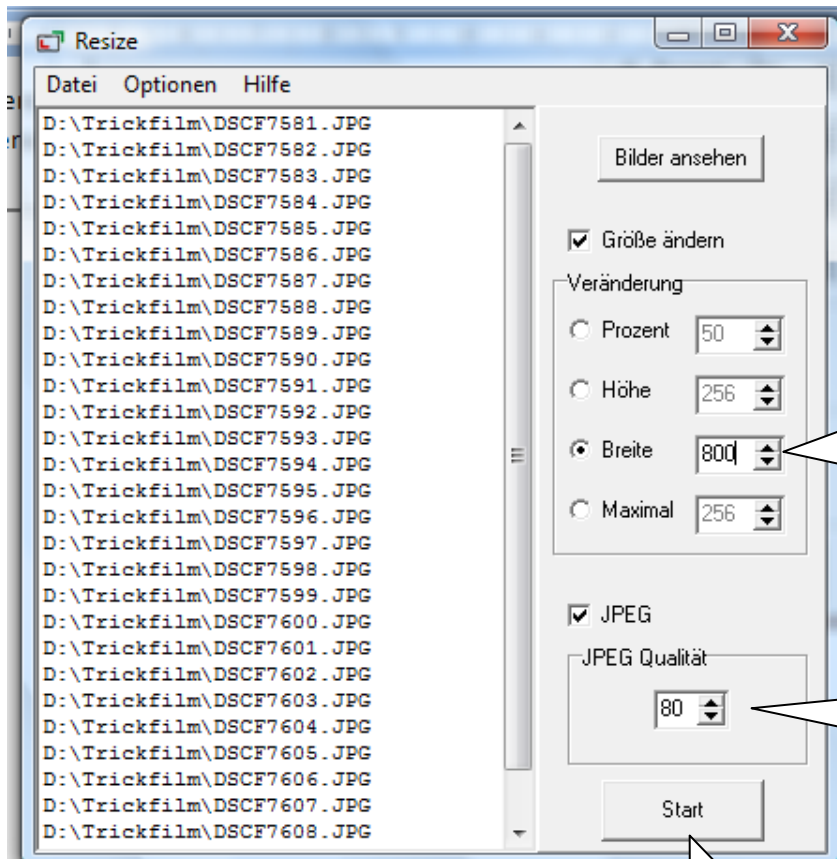 Resize
Datei Optionen Hilfe
D:\Trickfilm\DSCF7581.JPG
D:\Trickfilm\DSCF7582.JPG
D:\Trickfilm\DSCF7583.JPG
D:\Trickfilm\DSCF7584.JPG
D:\Trickfilm\DSCF7585.JPG
D:\Trickfilm\DSCF7586.JPG
D:\Trickfilm\DSCF7587.JPG
D:\Trickfilm\DSCF7588.JPG
D:\Trickfilm\DSCF7589.JPG
D:\Trickfilm\DSCF7590.JPG
D:\Trickfilm\DSCF7591.JPG
D:\Trickfilm\DSCF7592.JPG
D:\Trickfilm\DSCF7593.JPG
D:\Trickfilm\DSCF7594.JPG
D:\Trickfilm\DSCF7595.JPG
D:\Trickfilm\DSCF7596.JPG
D:\Trickfilm\DSCF7597.JPG
D:\Trickfilm\DSCF7598.JPG
D:\Trickfilm\DSCF7599.JPG
D:\Trickfilm\DSCF7600.JPG
D:\Trickfilm\DSCF7601.JPG
D:\Trickfilm\DSCF7602.JPG
D:\Trickfilm\DSCF7603.JPG
D:\Trickfilm\DSCF7604.JPG
D:\Trickfilm\DSCF7605.JPG
D:\Trickfilm\DSCF7606.JPG
D:\Trickfilm\DSCF7607.JPG
D:\Trickfilm\DSCF7608.JPG
Bilder ansehen
Größe ändern
Veränderung
Prozent 50
Höhe 256
Breite 800
Maximal 256
JPEG
JPEG Qualität
80
Start